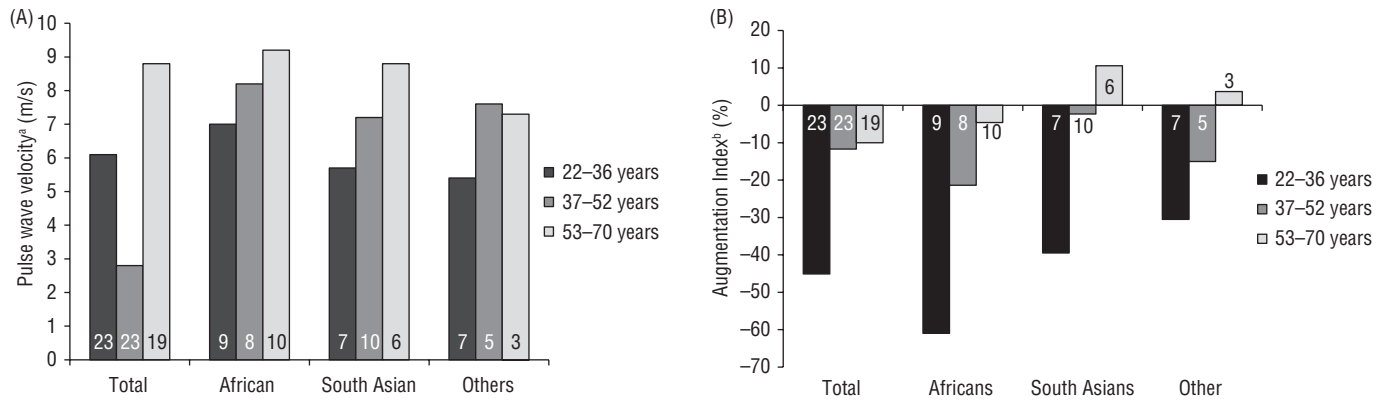 (A)
Pulse wave velocityᵃ (m/s)
10
9
8
7
6
5
4
3
2
1
0
23 23 19
9 8 10
7 10 6
7 5 3
Total African South Asian Others
22–36 years
37–52 years
53–70 years
(B)
Augmentation Indexᵇ (%)
20
10
0
–10
–20
–30
–40
–50
–60
–70
23 23 19
9 8 10
7 10 6
7 5 3
Total Africans South Asians Other
22–36 years
37–52 years
53–70 years